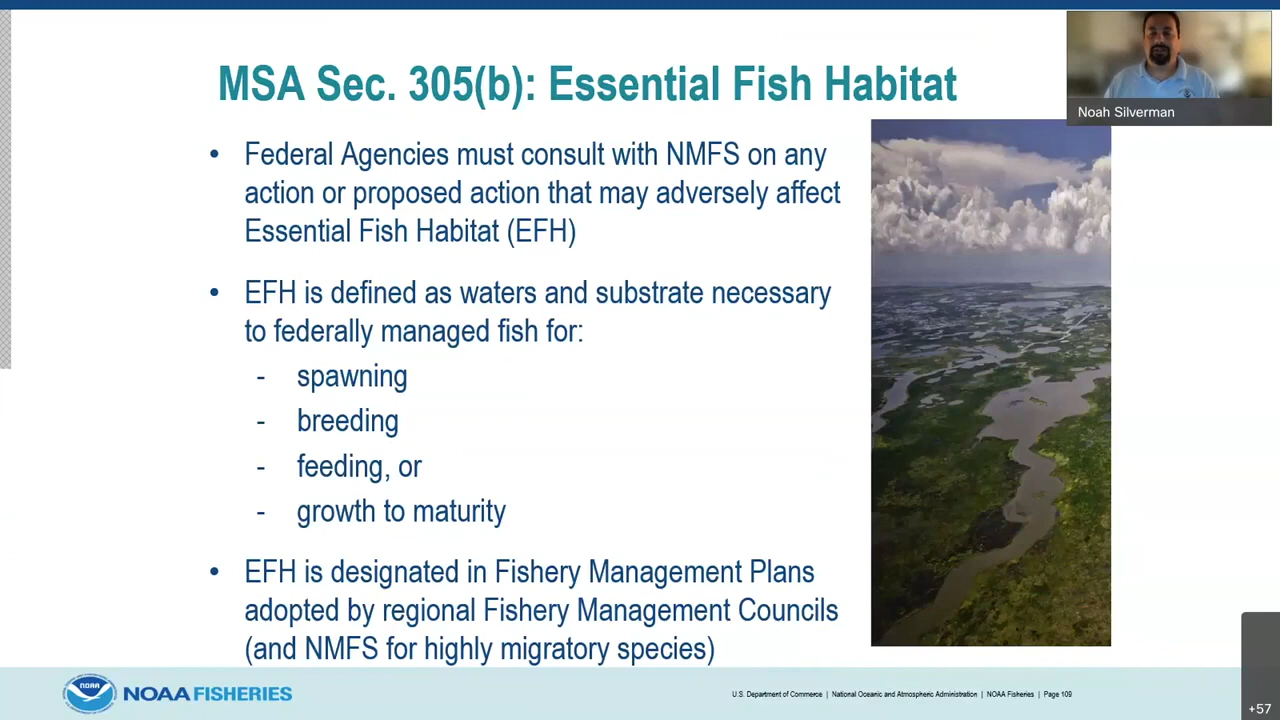 MSA Sec. 305(b): Essential Fish Habitat
Noah Silverman
• Federal Agencies must consult with NMFS on any
action or proposed action that may adversely affect
Essential Fish Habitat (EFH)
• EFH is defined as waters and substrate necessary
to federally managed fish for:
- spawning
- breeding
- feeding, or
- growth to maturity
• EFH is designated in Fishery Management Plans
adopted by regional Fishery Management Councils
(and NMFS for highly migratory species)
NOAA
NOAA FISHERIES
U.S. Department of Commerce | National Oceanic and Atmospheric Administration | NOAA Fisheries | Page 109
+57